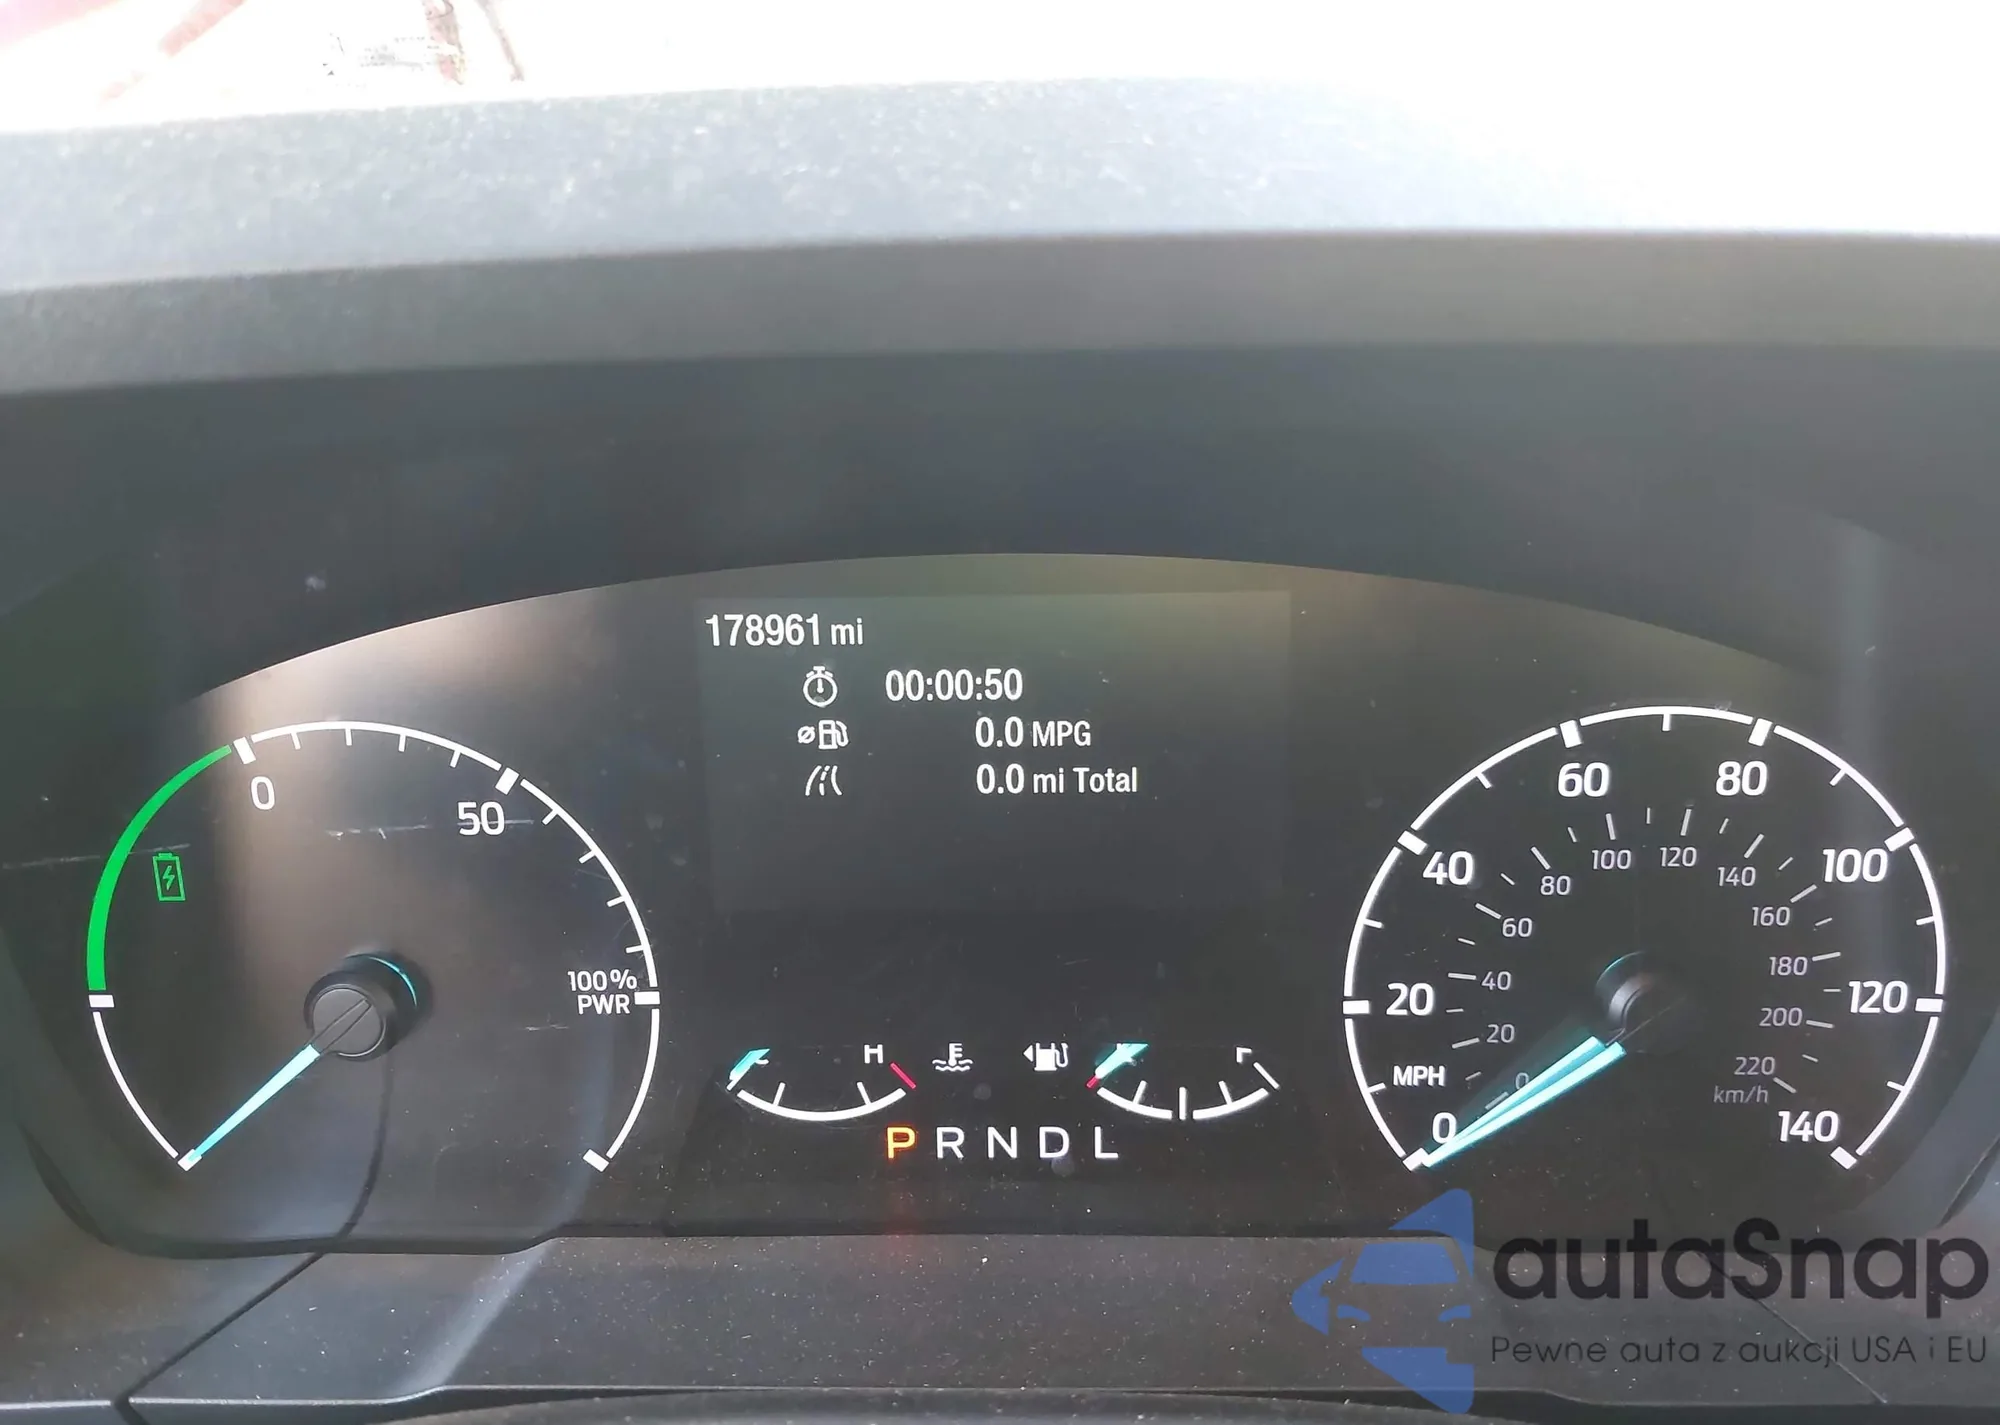 178961 mi
00:00:50
0.0 MPG
0.0 mi Total
0
50
100%
PWR
H
P R N D L
0
20
40
60
80
100
120
140
MPH
0
20
40
60
80
100
120
140
160
180
200
220
km/h
autaSnap
Pewne auta z aukcji USA i EU